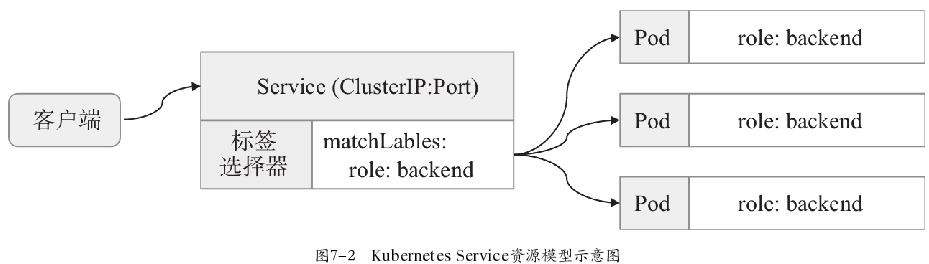 客户端
Service (ClusterIP:Port)
标签
选择器
matchLables:
role: backend
Pod
role: backend
Pod
role: backend
Pod
role: backend
图7-2 Kubernetes Service资源模型示意图